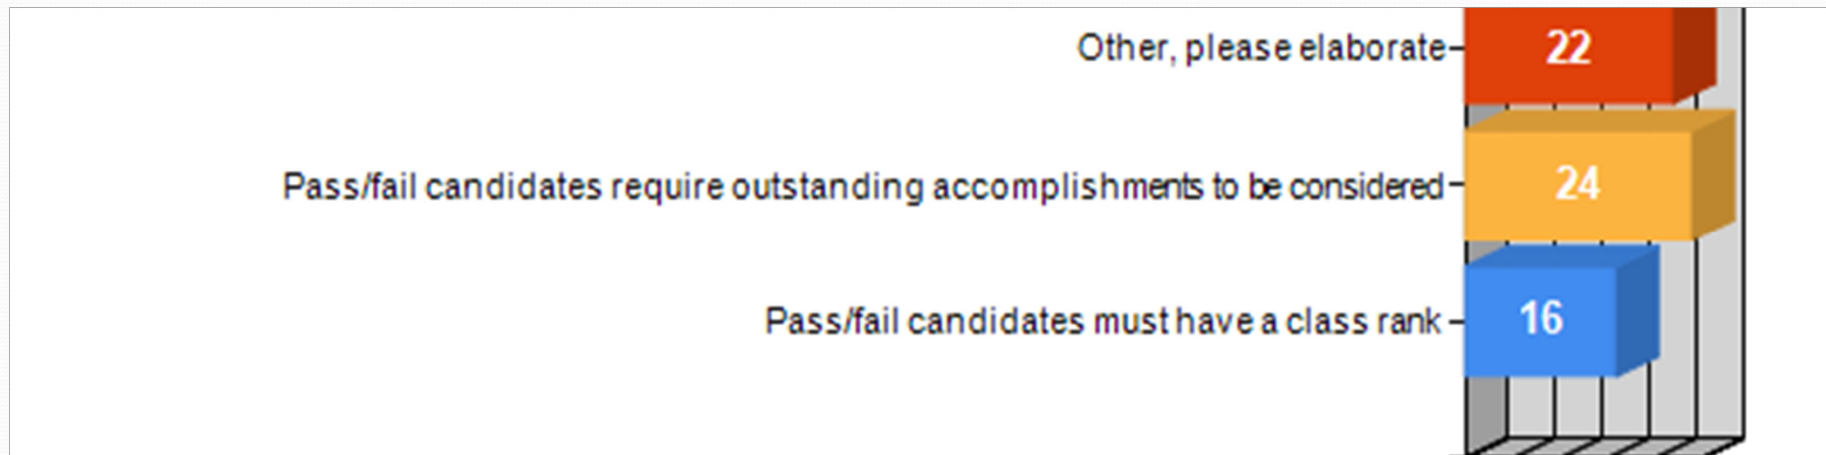 Other, please elaborate 22
Pass/fail candidates require outstanding accomplishments to be considered 24
Pass/fail candidates must have a class rank 16